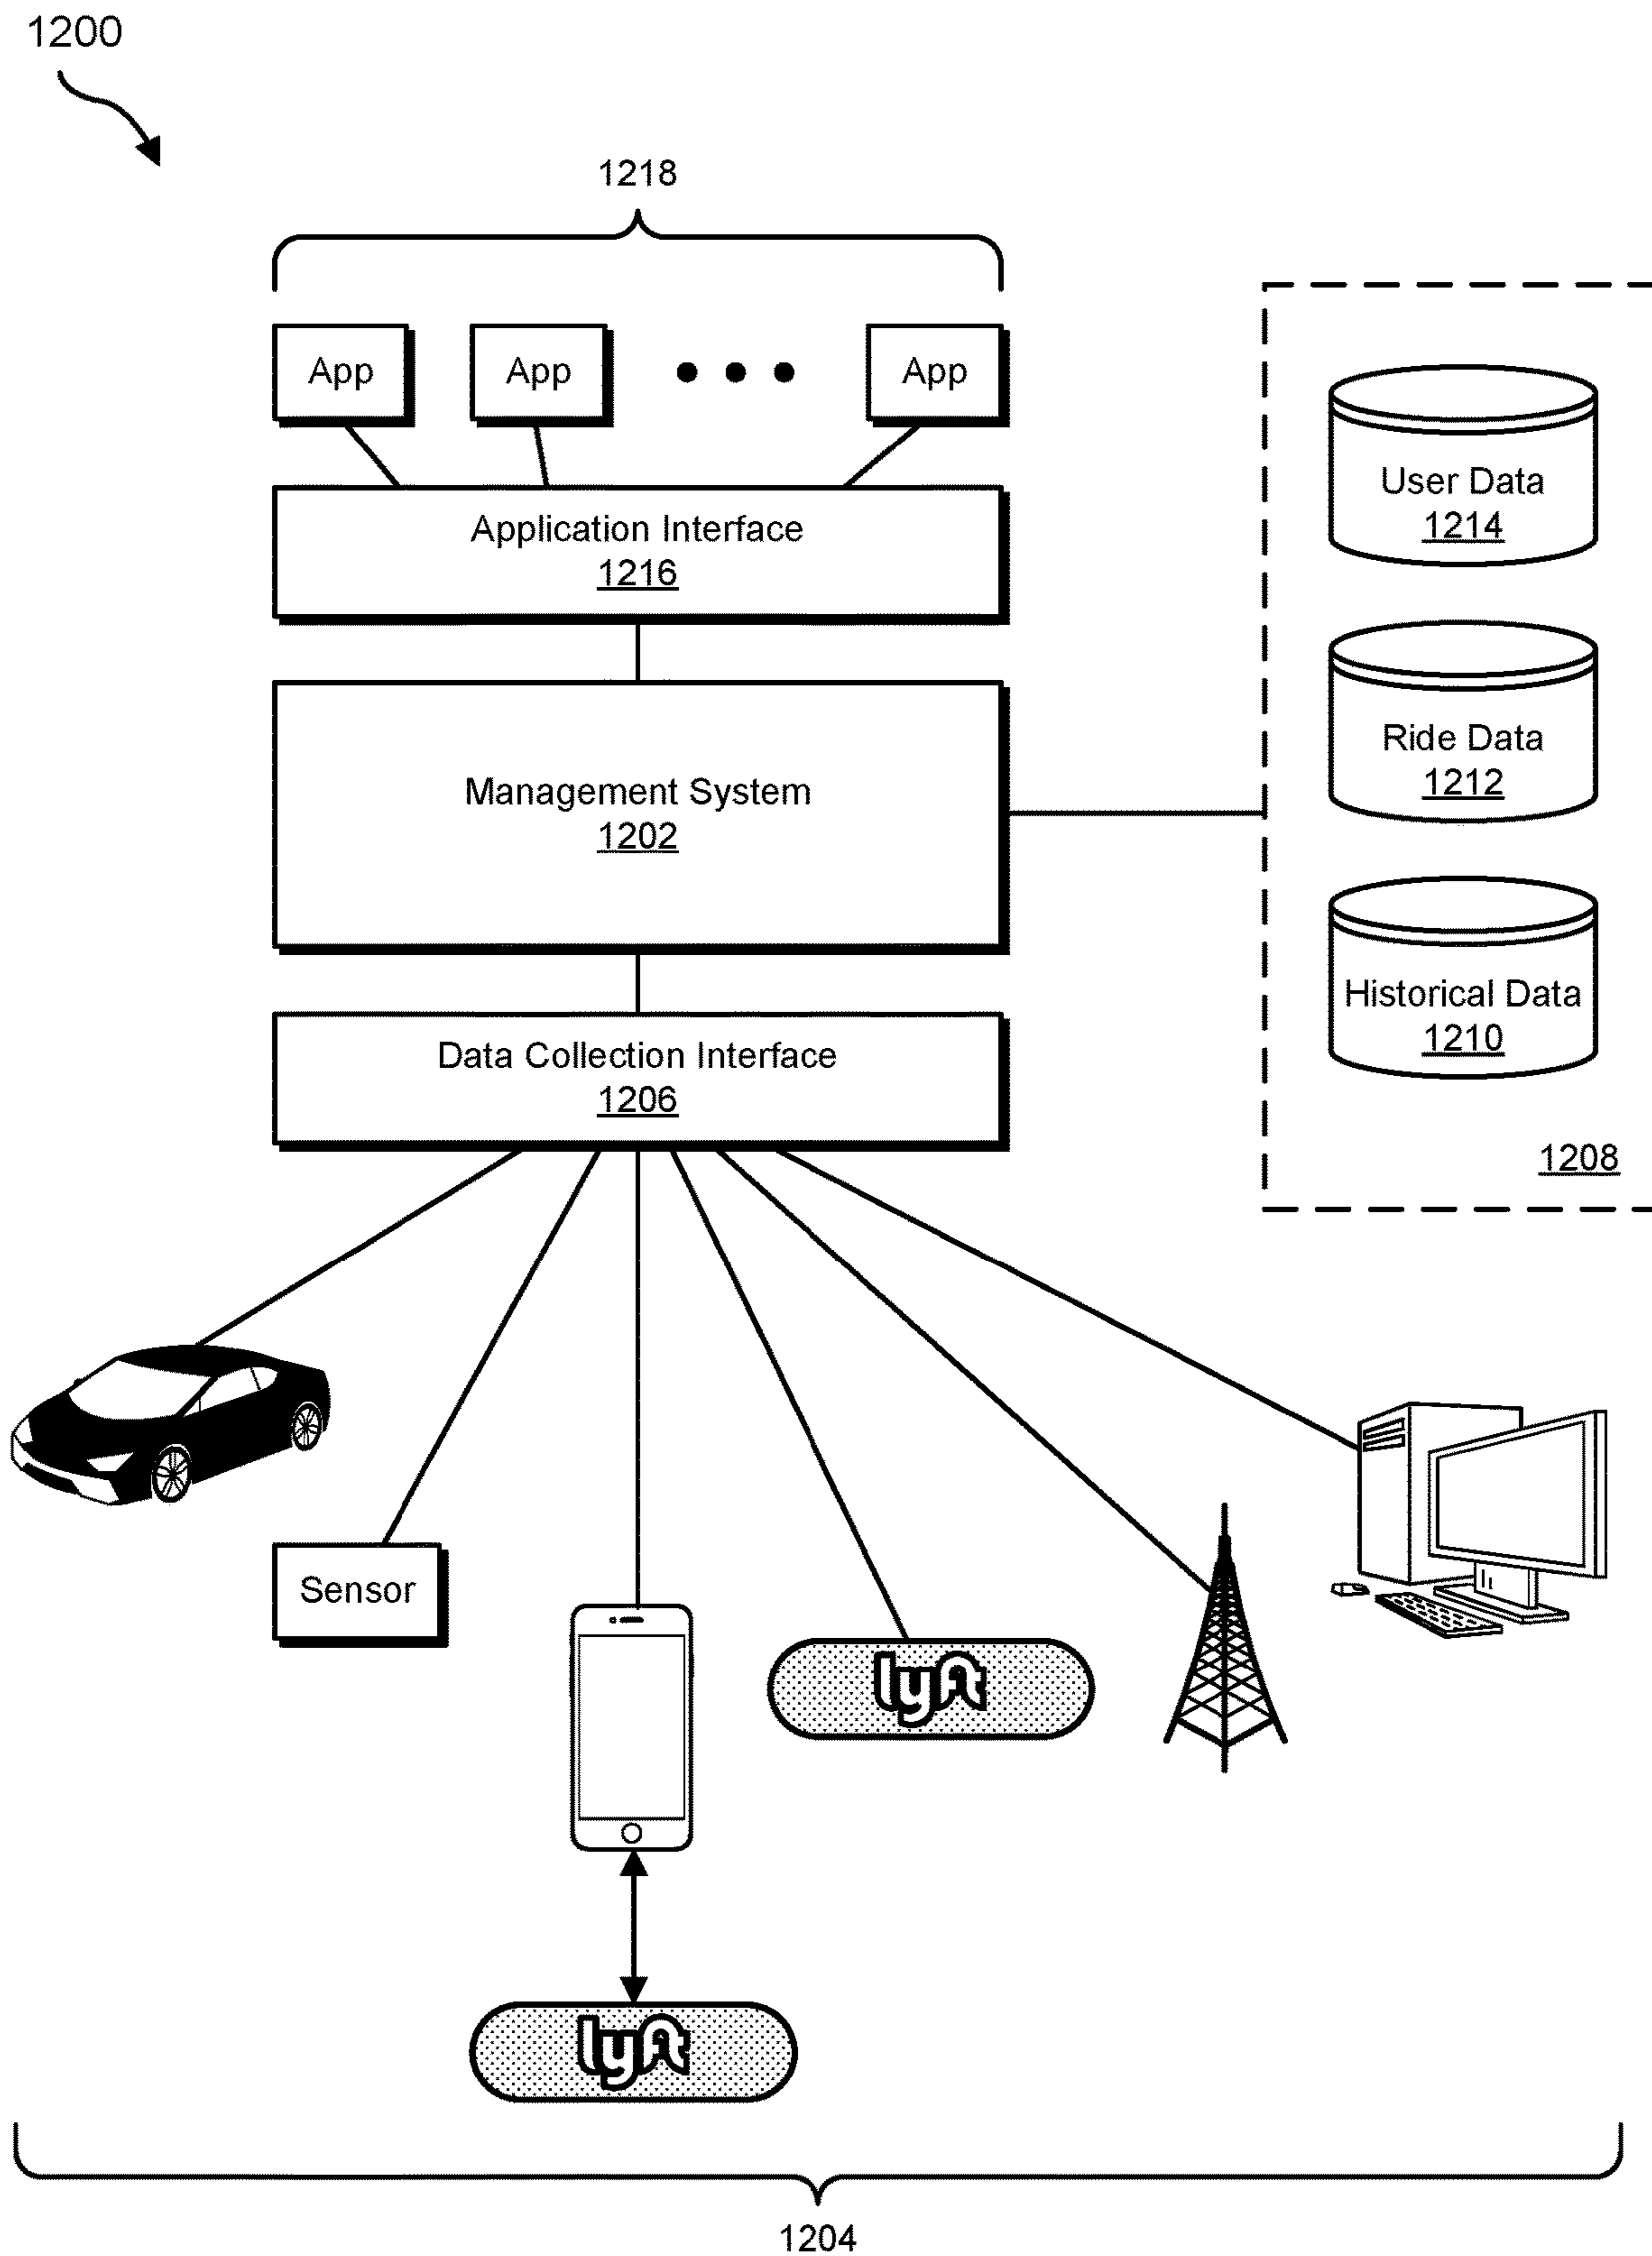 1200
1218
App
App
App
Application Interface
1216
Management System
1202
Data Collection Interface
1206
User Data
1214
Ride Data
1212
Historical Data
1210
1208
Sensor
lyft
lyft
1204